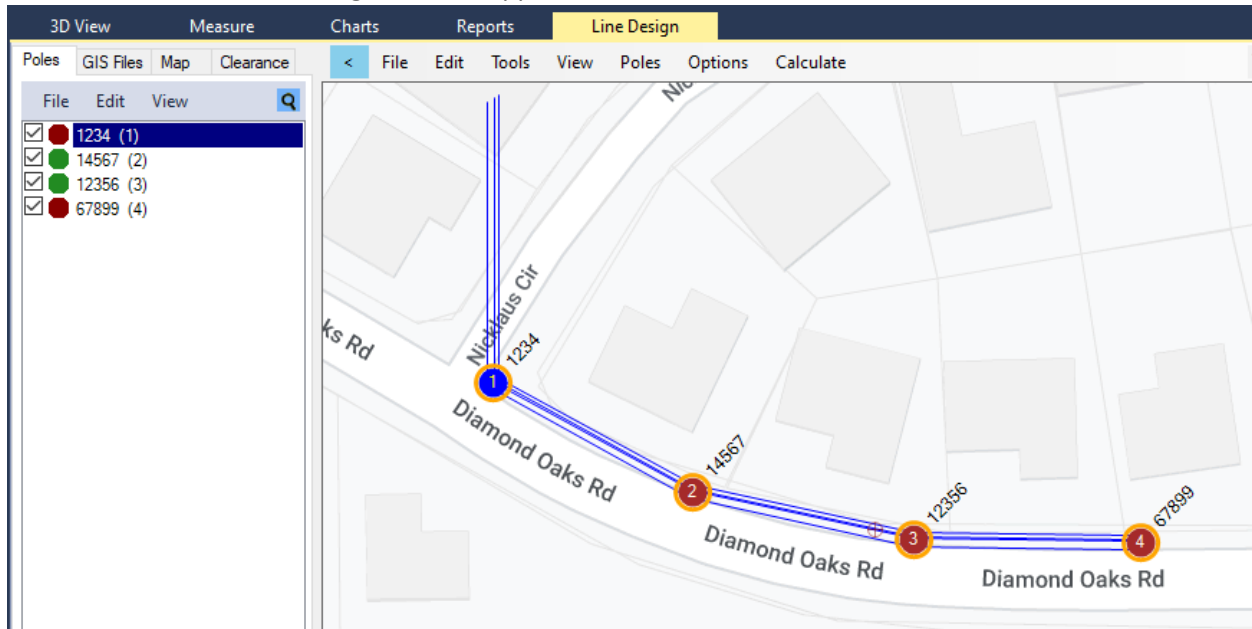 3D View Measure Charts Reports Line Design
Poles GIS Files Map Clearance < File Edit Tools View Poles Options Calculate
File Edit View
1234 (1)
14567 (2)
12356 (3)
67899 (4)
ks Rd
Nicklaus Cir
1234
1
Diamond Oaks Rd
14567
2
12356
3
67899
4
Diamond Oaks Rd
Diamond Oaks Rd